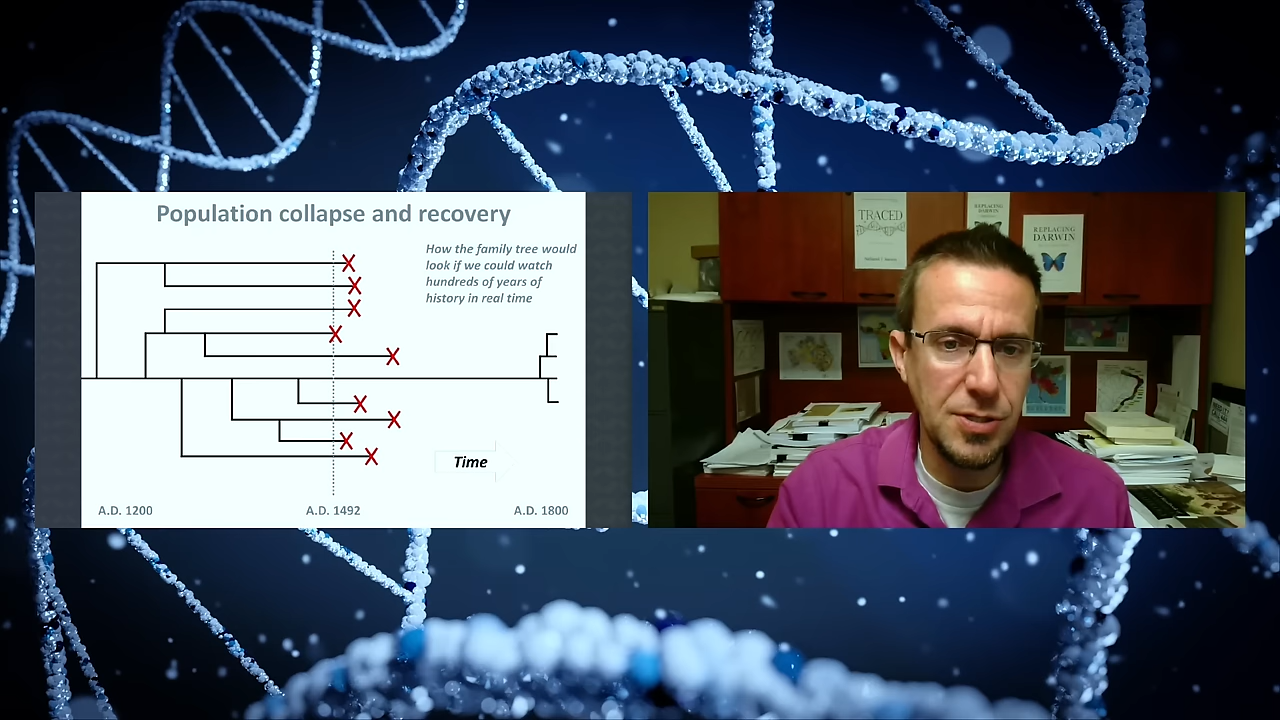 Population collapse and recovery
How the family tree would
look if we could watch
hundreds of years of
history in real time
Time
A.D. 1200
A.D. 1492
A.D. 1800
TRACED
REPLACING
DARWIN
REPLACING
DARWIN